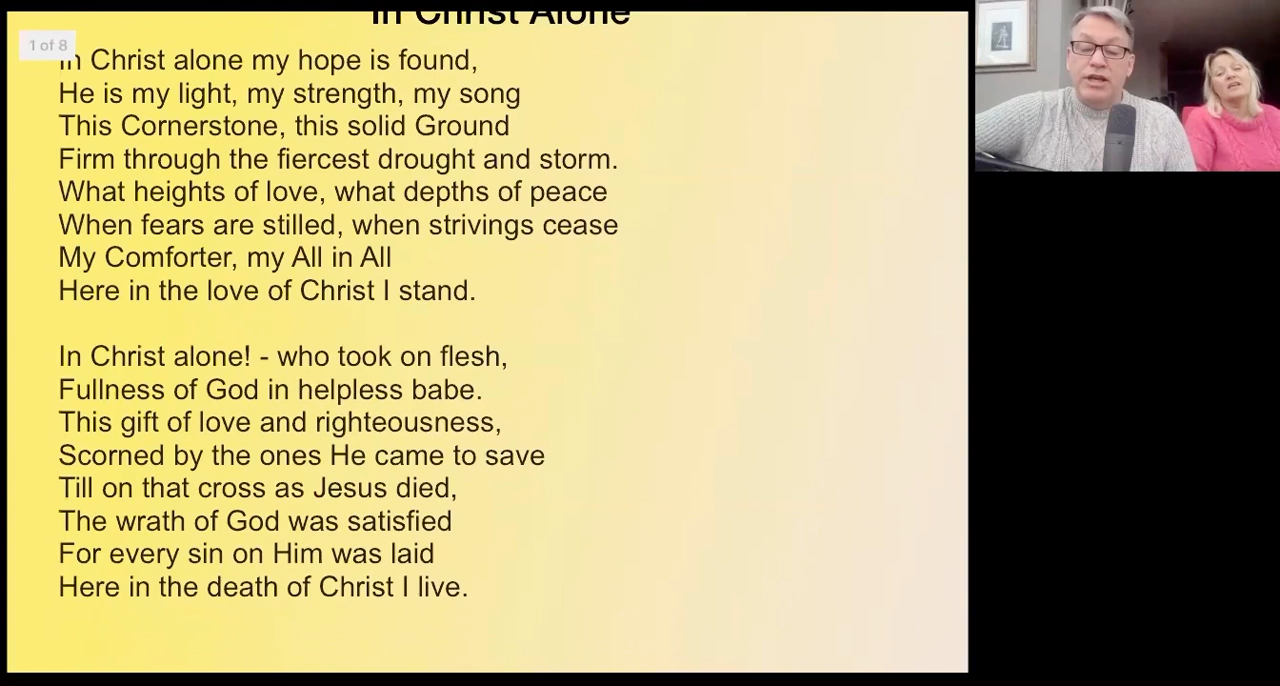 In Christ Alone
1 of 8
In Christ alone my hope is found,
He is my light, my strength, my song
This Cornerstone, this solid Ground
Firm through the fiercest drought and storm.
What heights of love, what depths of peace
When fears are stilled, when strivings cease
My Comforter, my All in All
Here in the love of Christ I stand.
In Christ alone! - who took on flesh,
Fullness of God in helpless babe.
This gift of love and righteousness,
Scorned by the ones He came to save
Till on that cross as Jesus died,
The wrath of God was satisfied
For every sin on Him was laid
Here in the death of Christ I live.